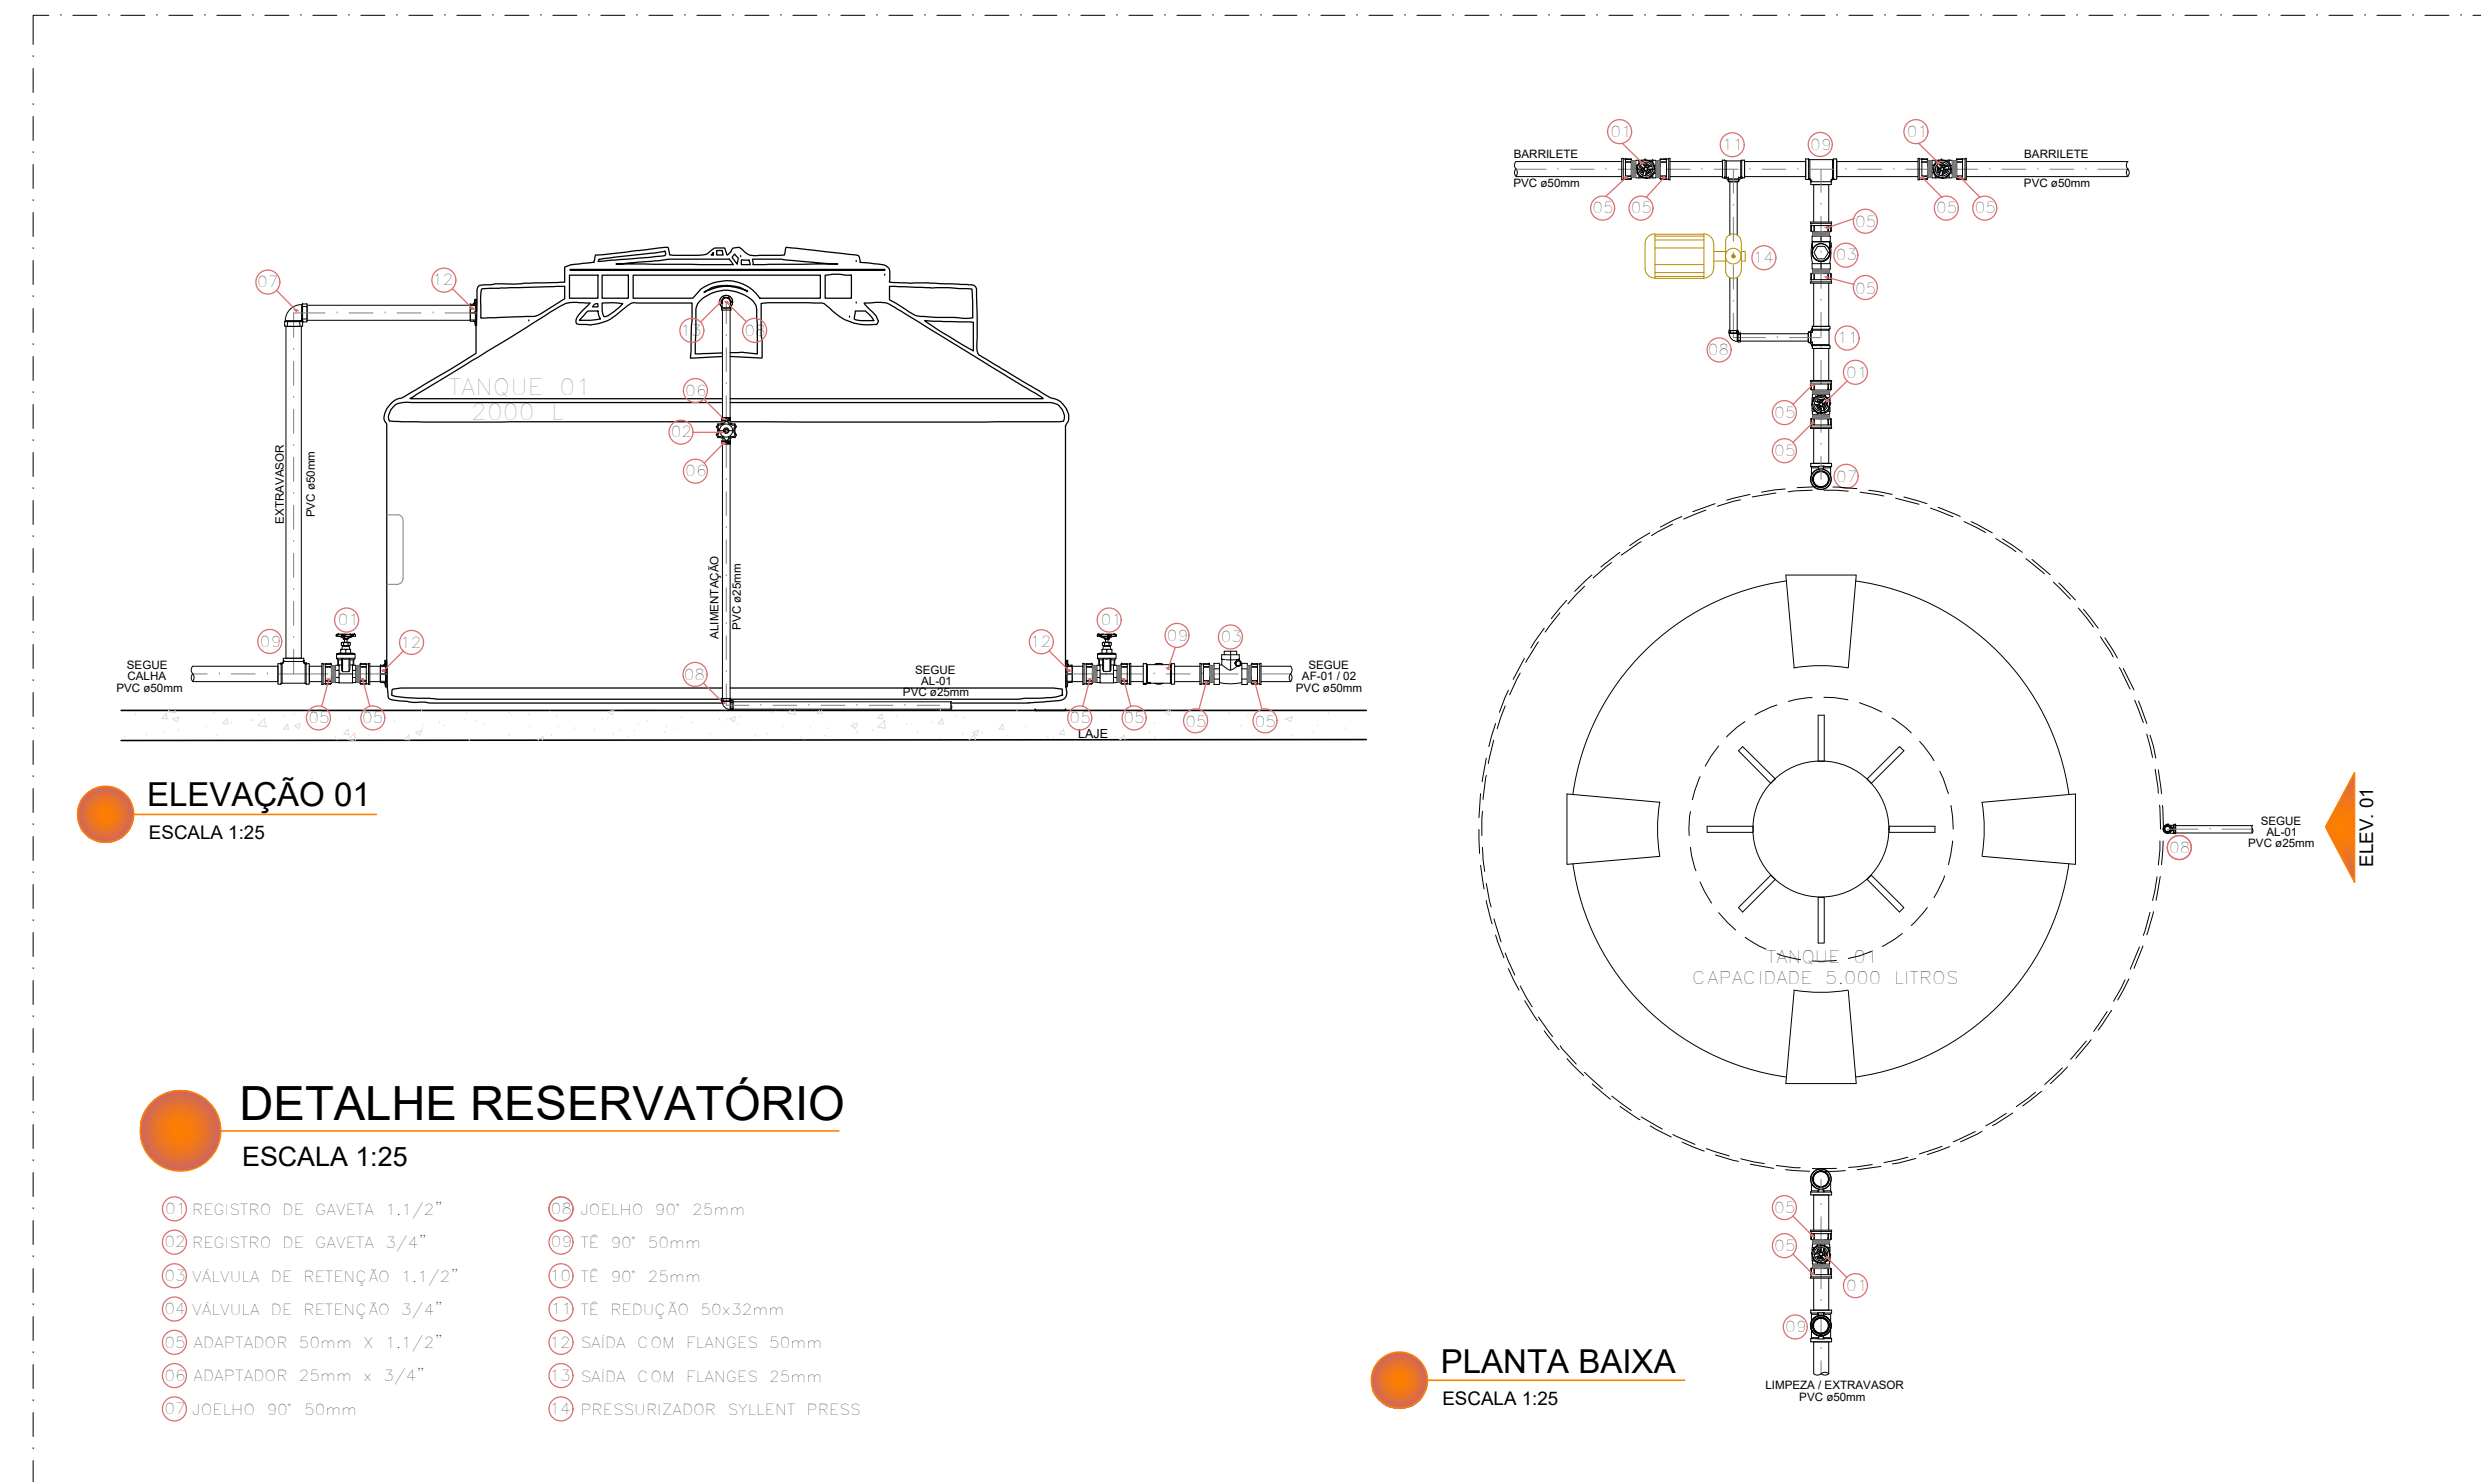 07
12
13
08
TANQUE 01
2000 L
06
02
06
EXTRAVASOR
PVC ø50mm
ALIMENTAÇÃO
PVC ø25mm
09
01
12
SEGUE
CALHA
PVC ø50mm
05
05
08
SEGUE
AL-01
PVC ø25mm
12
01
09
03
SEGUE
AF-01 / 02
PVC ø50mm
05
05
05
05
LAJE
ELEVAÇÃO 01
ESCALA 1:25
01
11
09
01
BARRILETE
PVC ø50mm
BARRILETE
PVC ø50mm
05
05
05
05
05
03
14
05
11
08
01
05
05
07
SEGUE
AL-01
PVC ø25mm
08
ELEV. 01
TANQUE 01
CAPACIDADE 5.000 LITROS
05
05
01
09
LIMPEZA / EXTRAVASOR
PVC ø50mm
PLANTA BAIXA
ESCALA 1:25
DETALHE RESERVATÓRIO
ESCALA 1:25
01 REGISTRO DE GAVETA 1.1/2"
02 REGISTRO DE GAVETA 3/4"
03 VÁLVULA DE RETENÇÃO 1.1/2"
04 VÁLVULA DE RETENÇÃO 3/4"
05 ADAPTADOR 50mm X 1.1/2"
06 ADAPTADOR 25mm x 3/4"
07 JOELHO 90° 50mm
08 JOELHO 90° 25mm
09 TÊ 90° 50mm
10 TÊ 90° 25mm
11 TÊ REDUÇÃO 50x32mm
12 SAÍDA COM FLANGES 50mm
13 SAÍDA COM FLANGES 25mm
14 PRESSURIZADOR SYLLENT PRESS